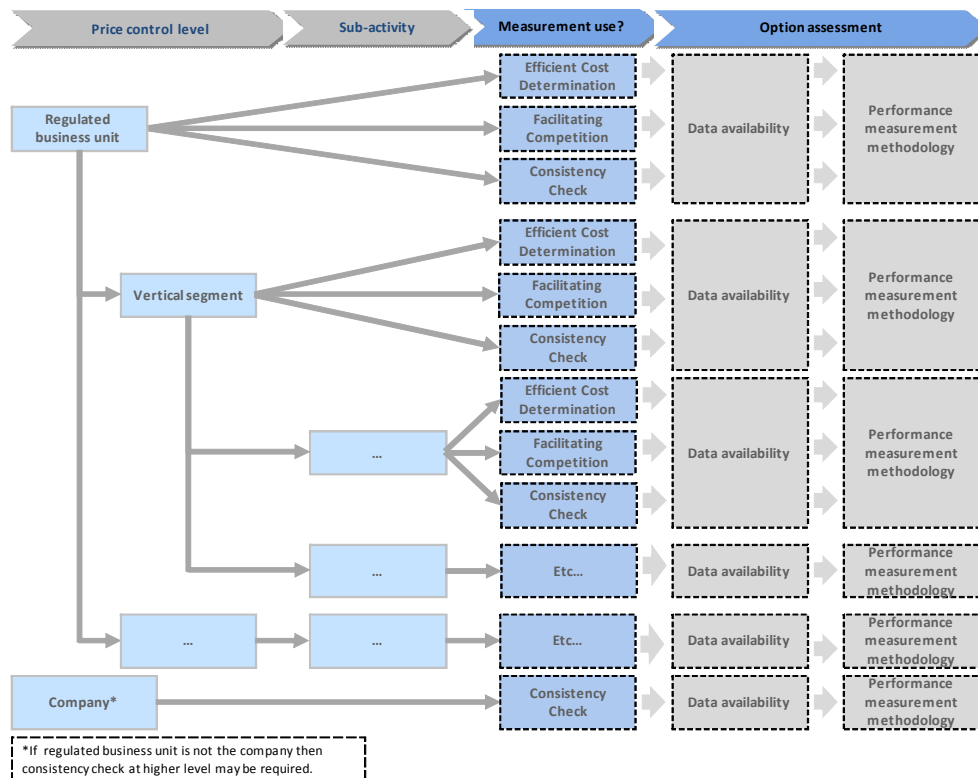 Price control level
Sub-activity
Measurement use?
Option assessment
Regulated
business unit
Efficient Cost
Determination
Facilitating
Competition
Consistency
Check
Data availability
Performance
measurement
methodology
Vertical segment
Efficient Cost
Determination
Facilitating
Competition
Consistency
Check
Data availability
Performance
measurement
methodology
...
Efficient Cost
Determination
Facilitating
Competition
Consistency
Check
Data availability
Performance
measurement
methodology
...
Etc...
Data availability
Performance
measurement
methodology
...
...
Etc...
Data availability
Performance
measurement
methodology
Company*
Consistency
Check
Data availability
Performance
measurement
methodology
*If regulated business unit is not the company then
consistency check at higher level may be required.